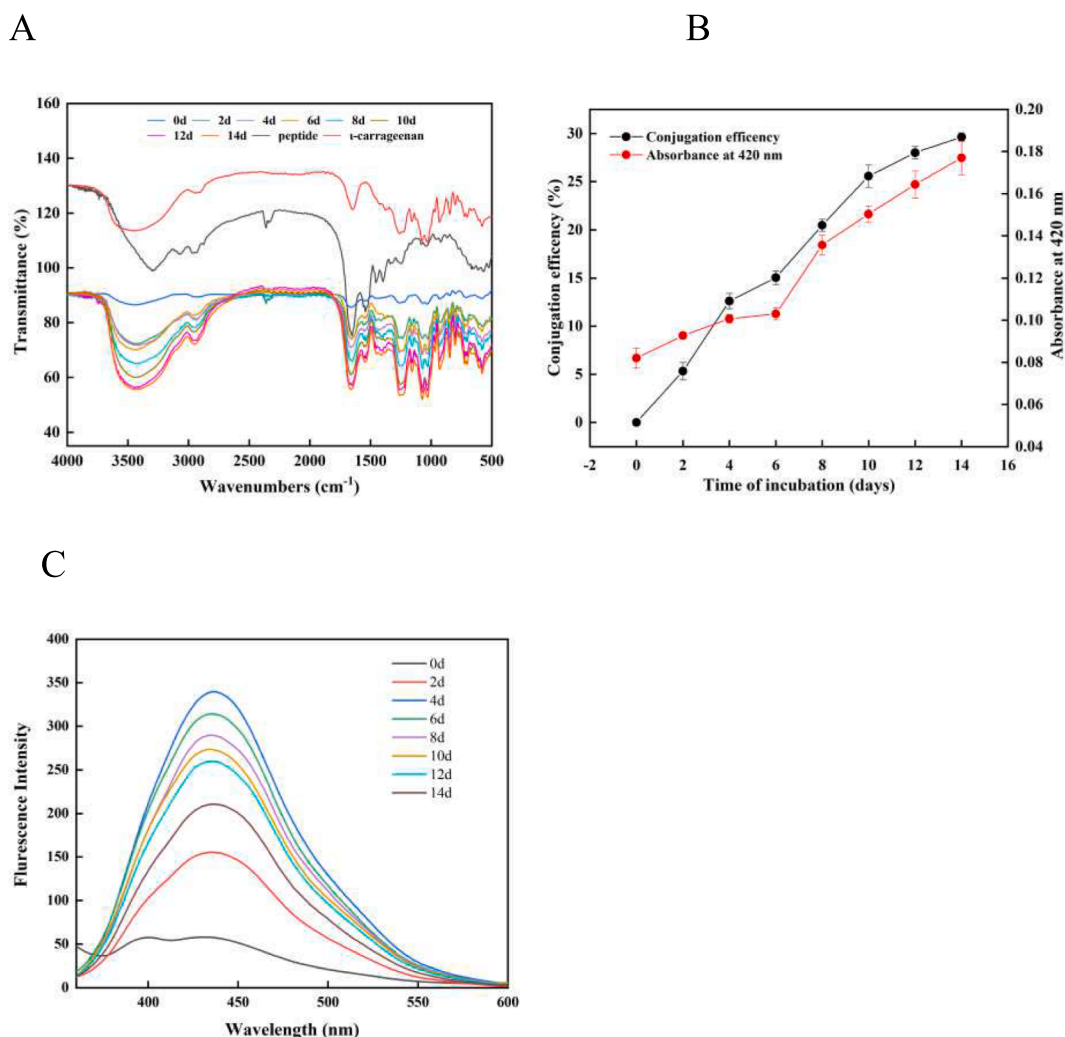 A
160
140
120
100
80
60
40
Transmittance (%)
0d 2d 4d 6d 8d 10d
12d 14d peptide ι-carrageenan
4000 3500 3000 2500 2000 1500 1000 500
Wavenumbers (cm-1)
B
30
25
20
15
10
5
0
Conjugation efficency (%)
Conjugation efficency
Absorbance at 420 nm
0.20
0.18
0.16
0.14
0.12
0.10
0.08
0.06
0.04
Absorbance at 420 nm
-2 0 2 4 6 8 10 12 14 16
Time of incubation (days)
C
400
350
300
250
200
150
100
50
0
Flurescence Intensity
0d
2d
4d
6d
8d
10d
12d
14d
400 450 500 550 600
Wavelength (nm)